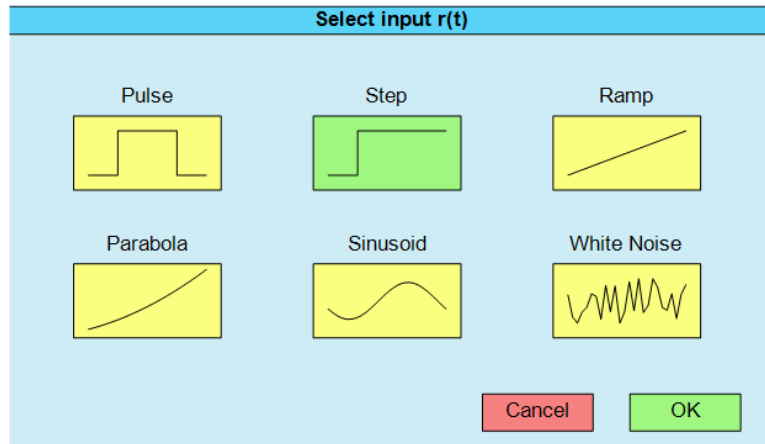 Select input r(t)
Pulse
Step
Ramp
Parabola
Sinusoid
White Noise
Cancel
OK